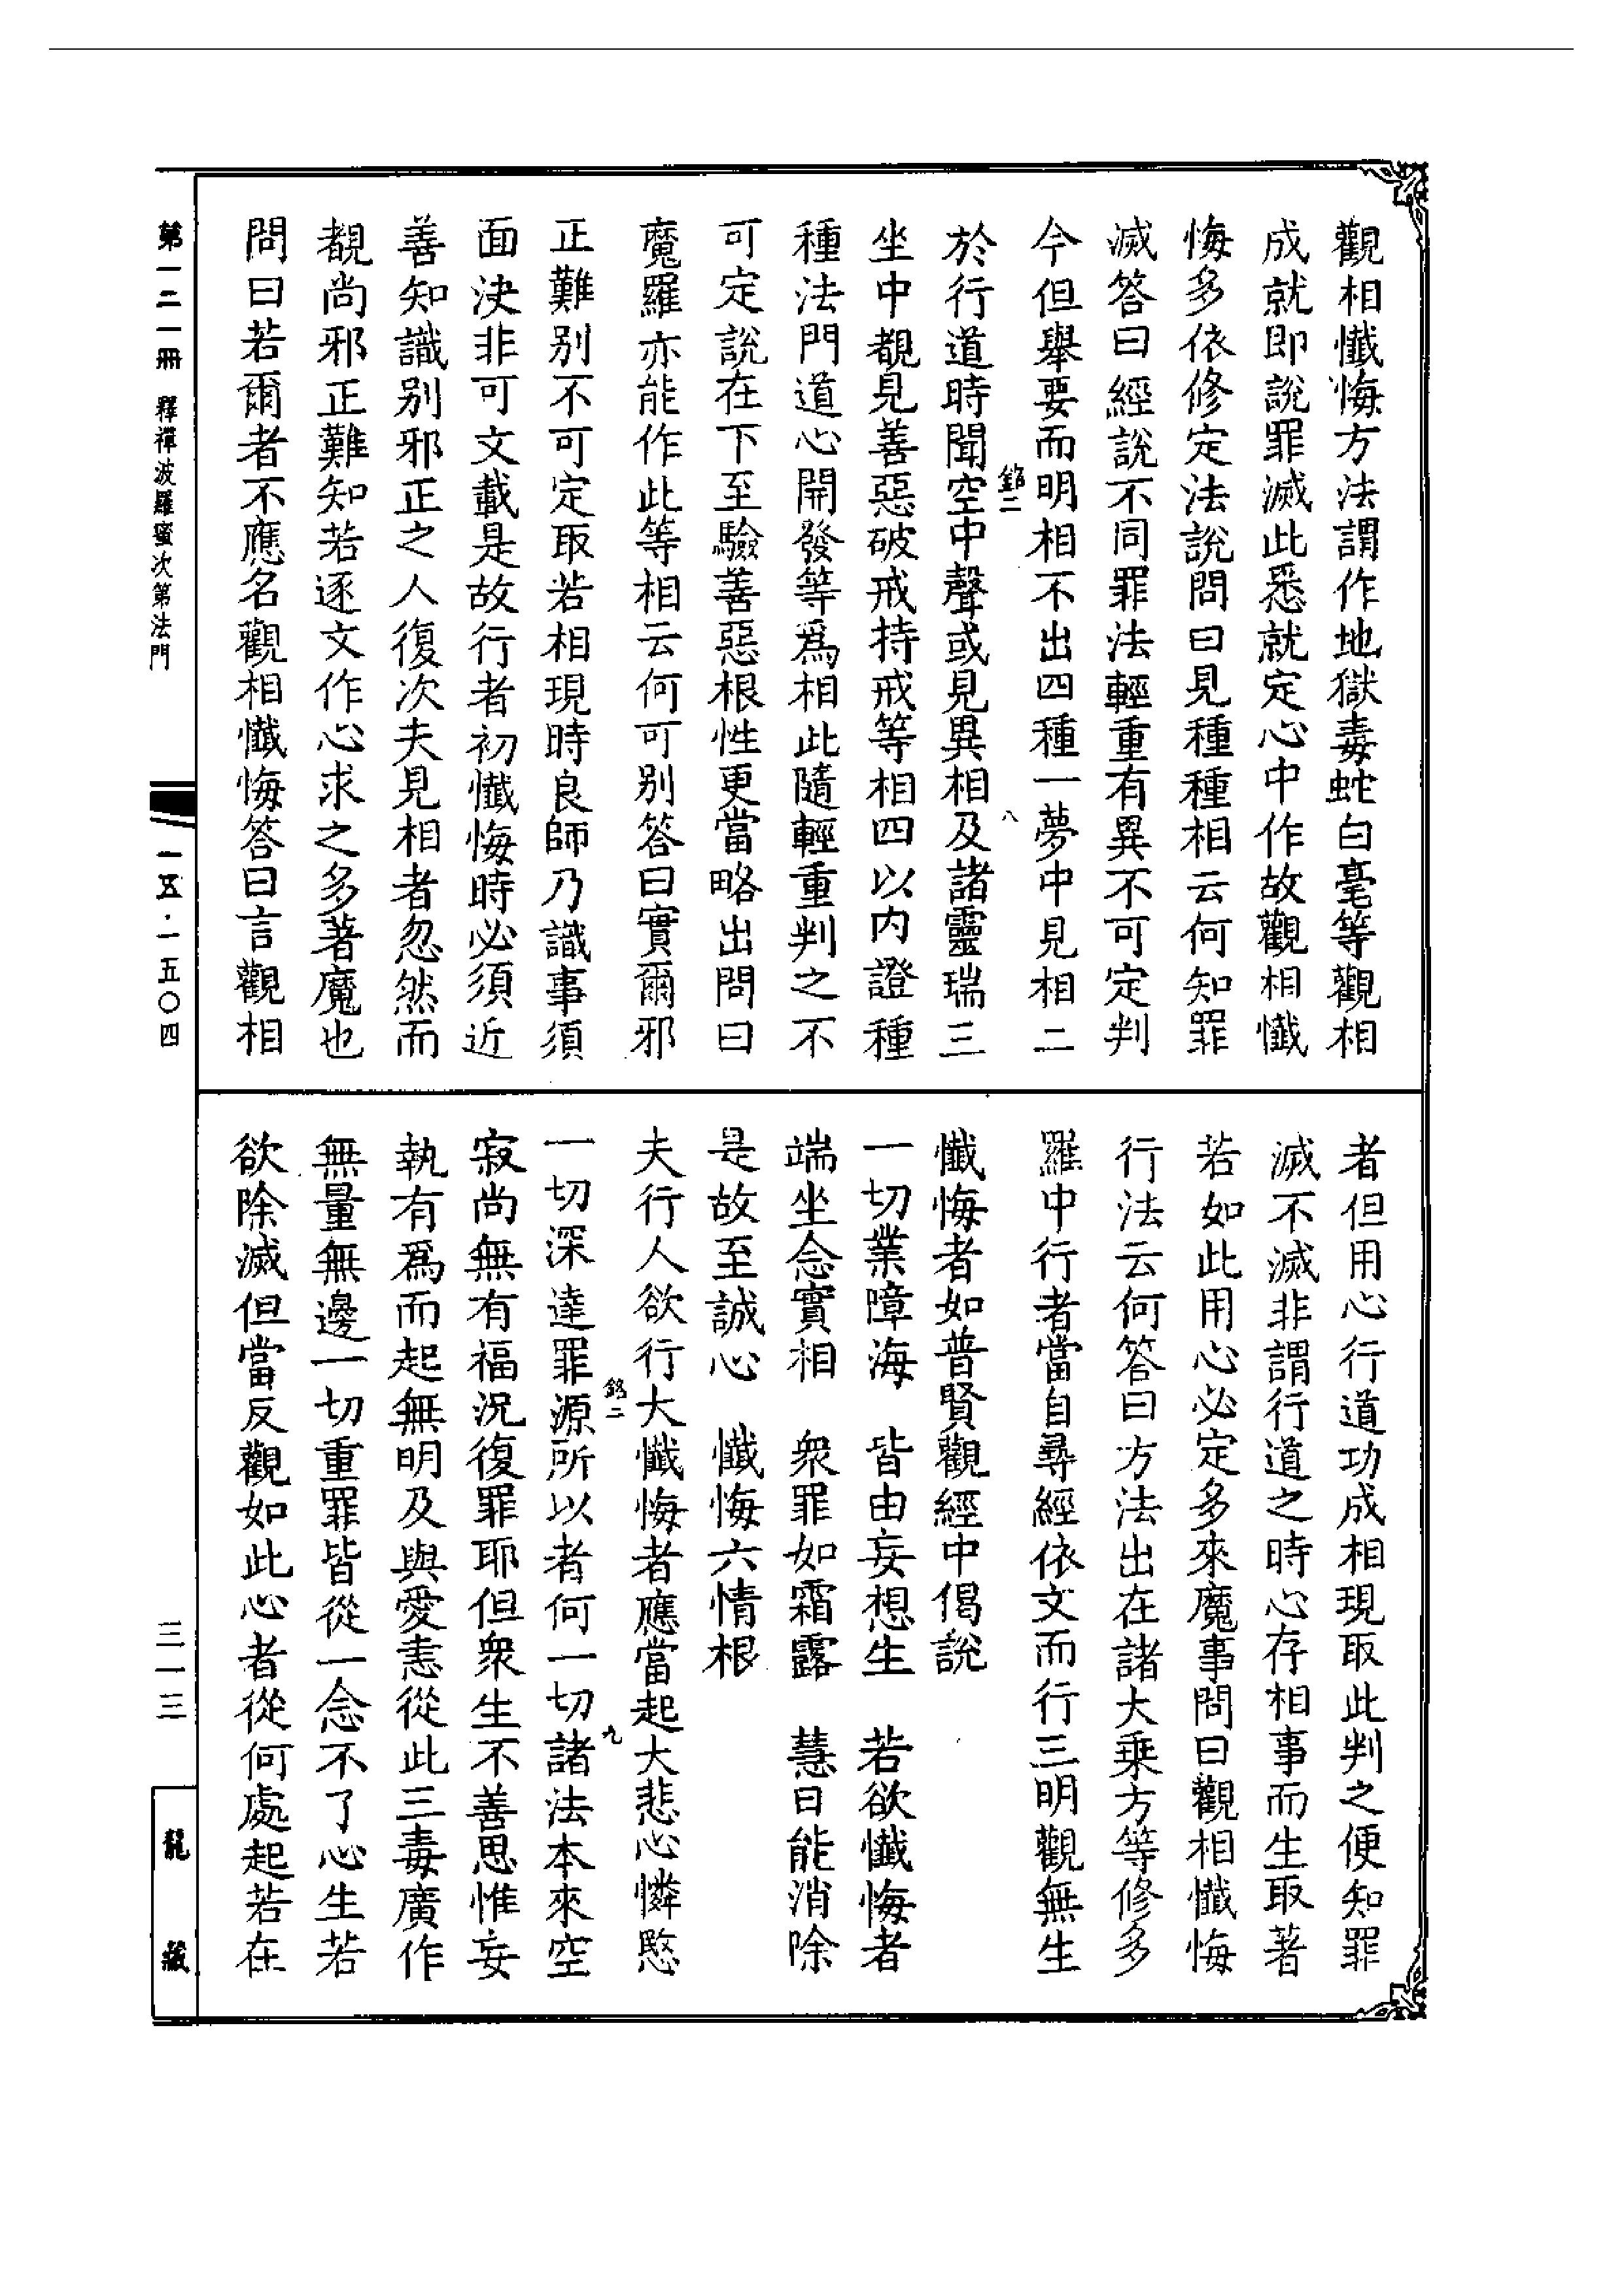 觀相懺悔方法謂作地獄毒蛇白毫等觀相
成就即說罪滅此悉就定心中作故觀相懺
悔多依修定法說問曰見種種相云何知罪
滅答曰經說不同罪法輕重有異不可定判
今但舉要而明相不出四種一夢中見相二
於行道時聞空中聲或見異相及諸靈瑞三
坐中覩見善惡破戒持戒等相四以內證種
種法門道心開發等爲相此隨輕重判之不
可定說在下至驗善惡根性更當略出問曰
魔羅亦能作此等相云何可別答曰實爾邪
正難別不可定取若相現時良師乃識事須
面決非可文載是故行者初懺悔時必須近
善知識別邪正之人復次夫見相者忽然而
覩尚邪正難知若逐文作心求之多著魔也
問曰若爾者不應名觀相懺悔答曰言觀相
者但用心行道功成相現取此判之便知罪
滅不滅非謂行道之時心存相事而生取著
若如此用心必定多來魔事問曰觀相懺悔
行法云何答曰方法出在諸大乘方等修多
羅中行者當自尋經依文而行三明觀無生
懺悔者如普賢觀經中偈說
一切業障海　皆由妄想生　若欲懺悔者
端坐念實相　衆罪如霜露　慧日能消除
是故至誠心　懺悔六情根
夫行人欲行大懺悔者應當起大悲心憐愍
一切深達罪源所以者何一切諸法本來空
寂尚無有福況復罪耶但衆生不善思惟妄
執有爲而起無明及與愛恚從此三毒廣作
無量無邊一切重罪皆從一念不了心生若
欲除滅但當反觀如此心者從何處起若在
銘二
八
銘二
九
第一二一冊　釋禪波羅蜜次第法門
一五·一五〇四
三一三
龍藏